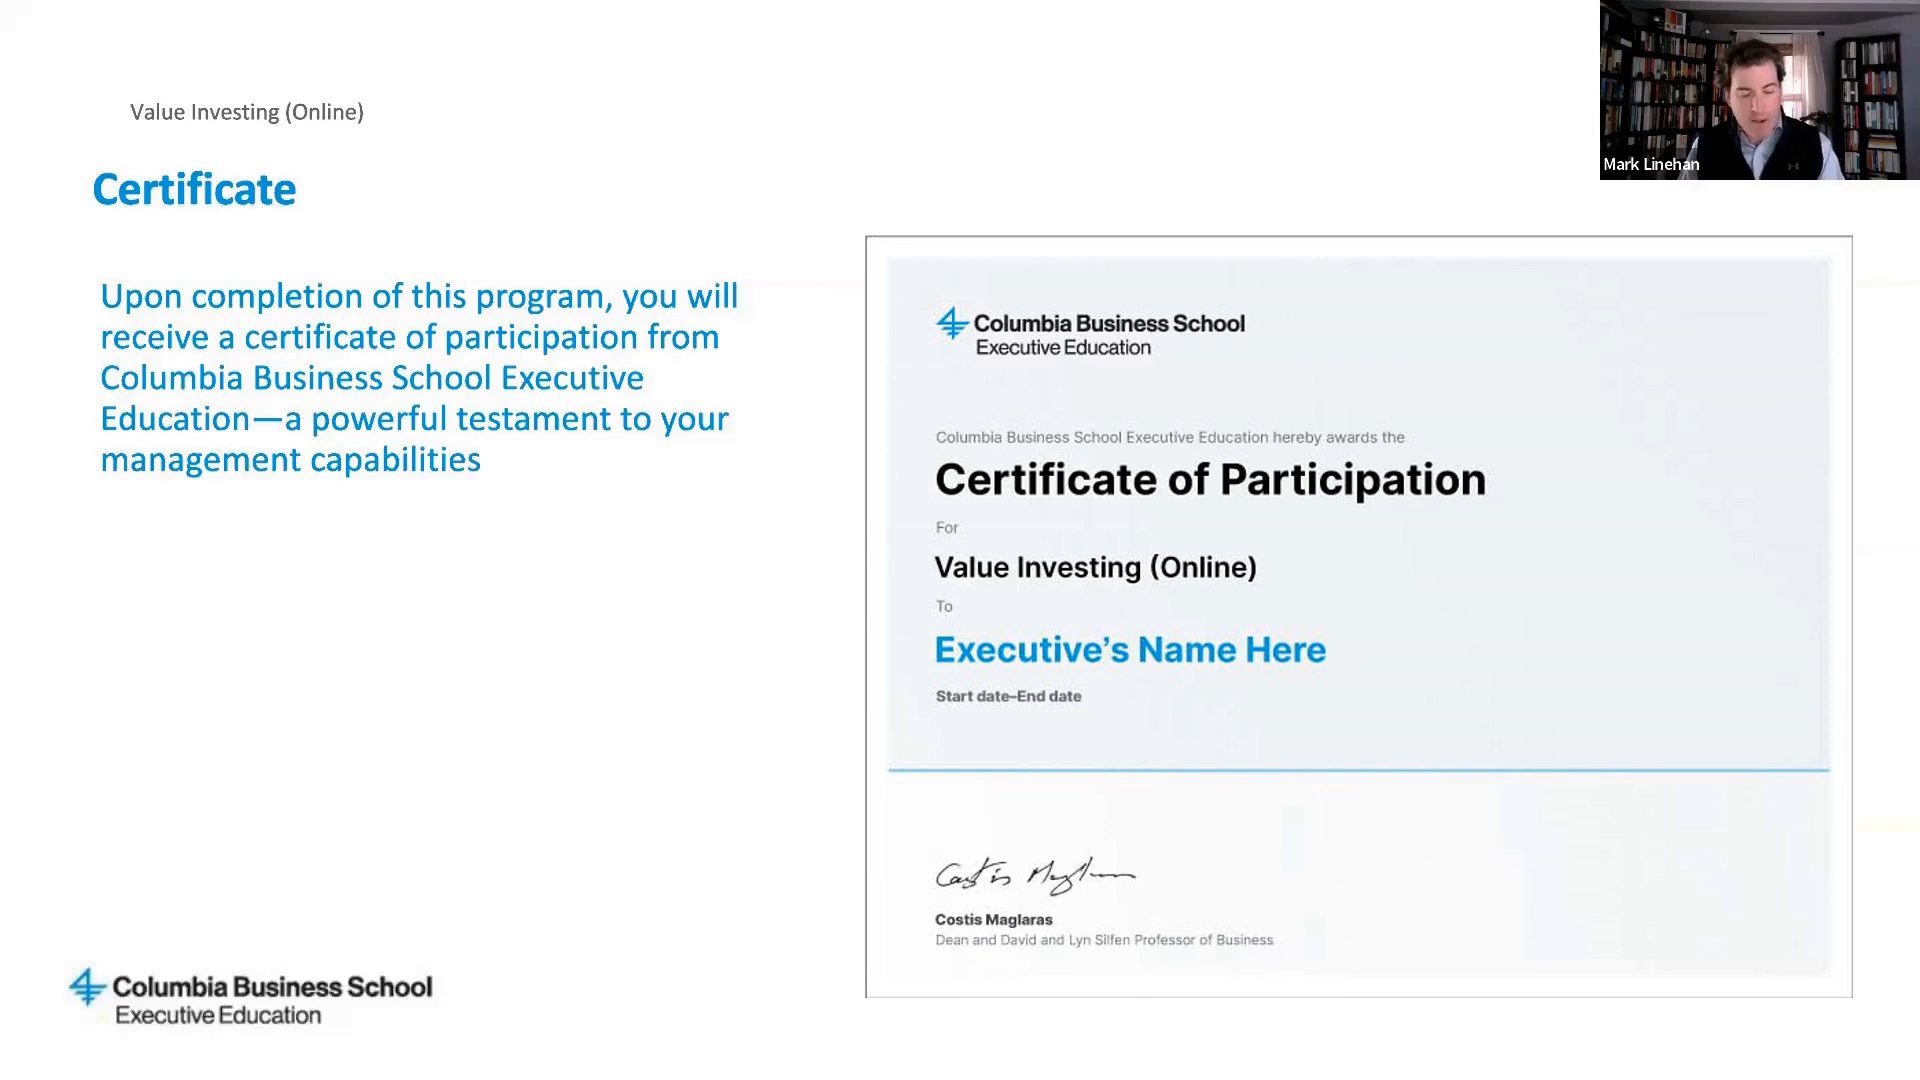 Value Investing (Online)
Mark Linehan
Certificate
Upon completion of this program, you will
receive a certificate of participation from
Columbia Business School Executive
Education—a powerful testament to your
management capabilities
Columbia Business School
Executive Education
Columbia Business School Executive Education hereby awards the
Certificate of Participation
For
Value Investing (Online)
To
Executive’s Name Here
Start date–End date
Costis Maglaras
Costis Maglaras
Dean and David and Lyn Silfen Professor of Business
Columbia Business School
Executive Education